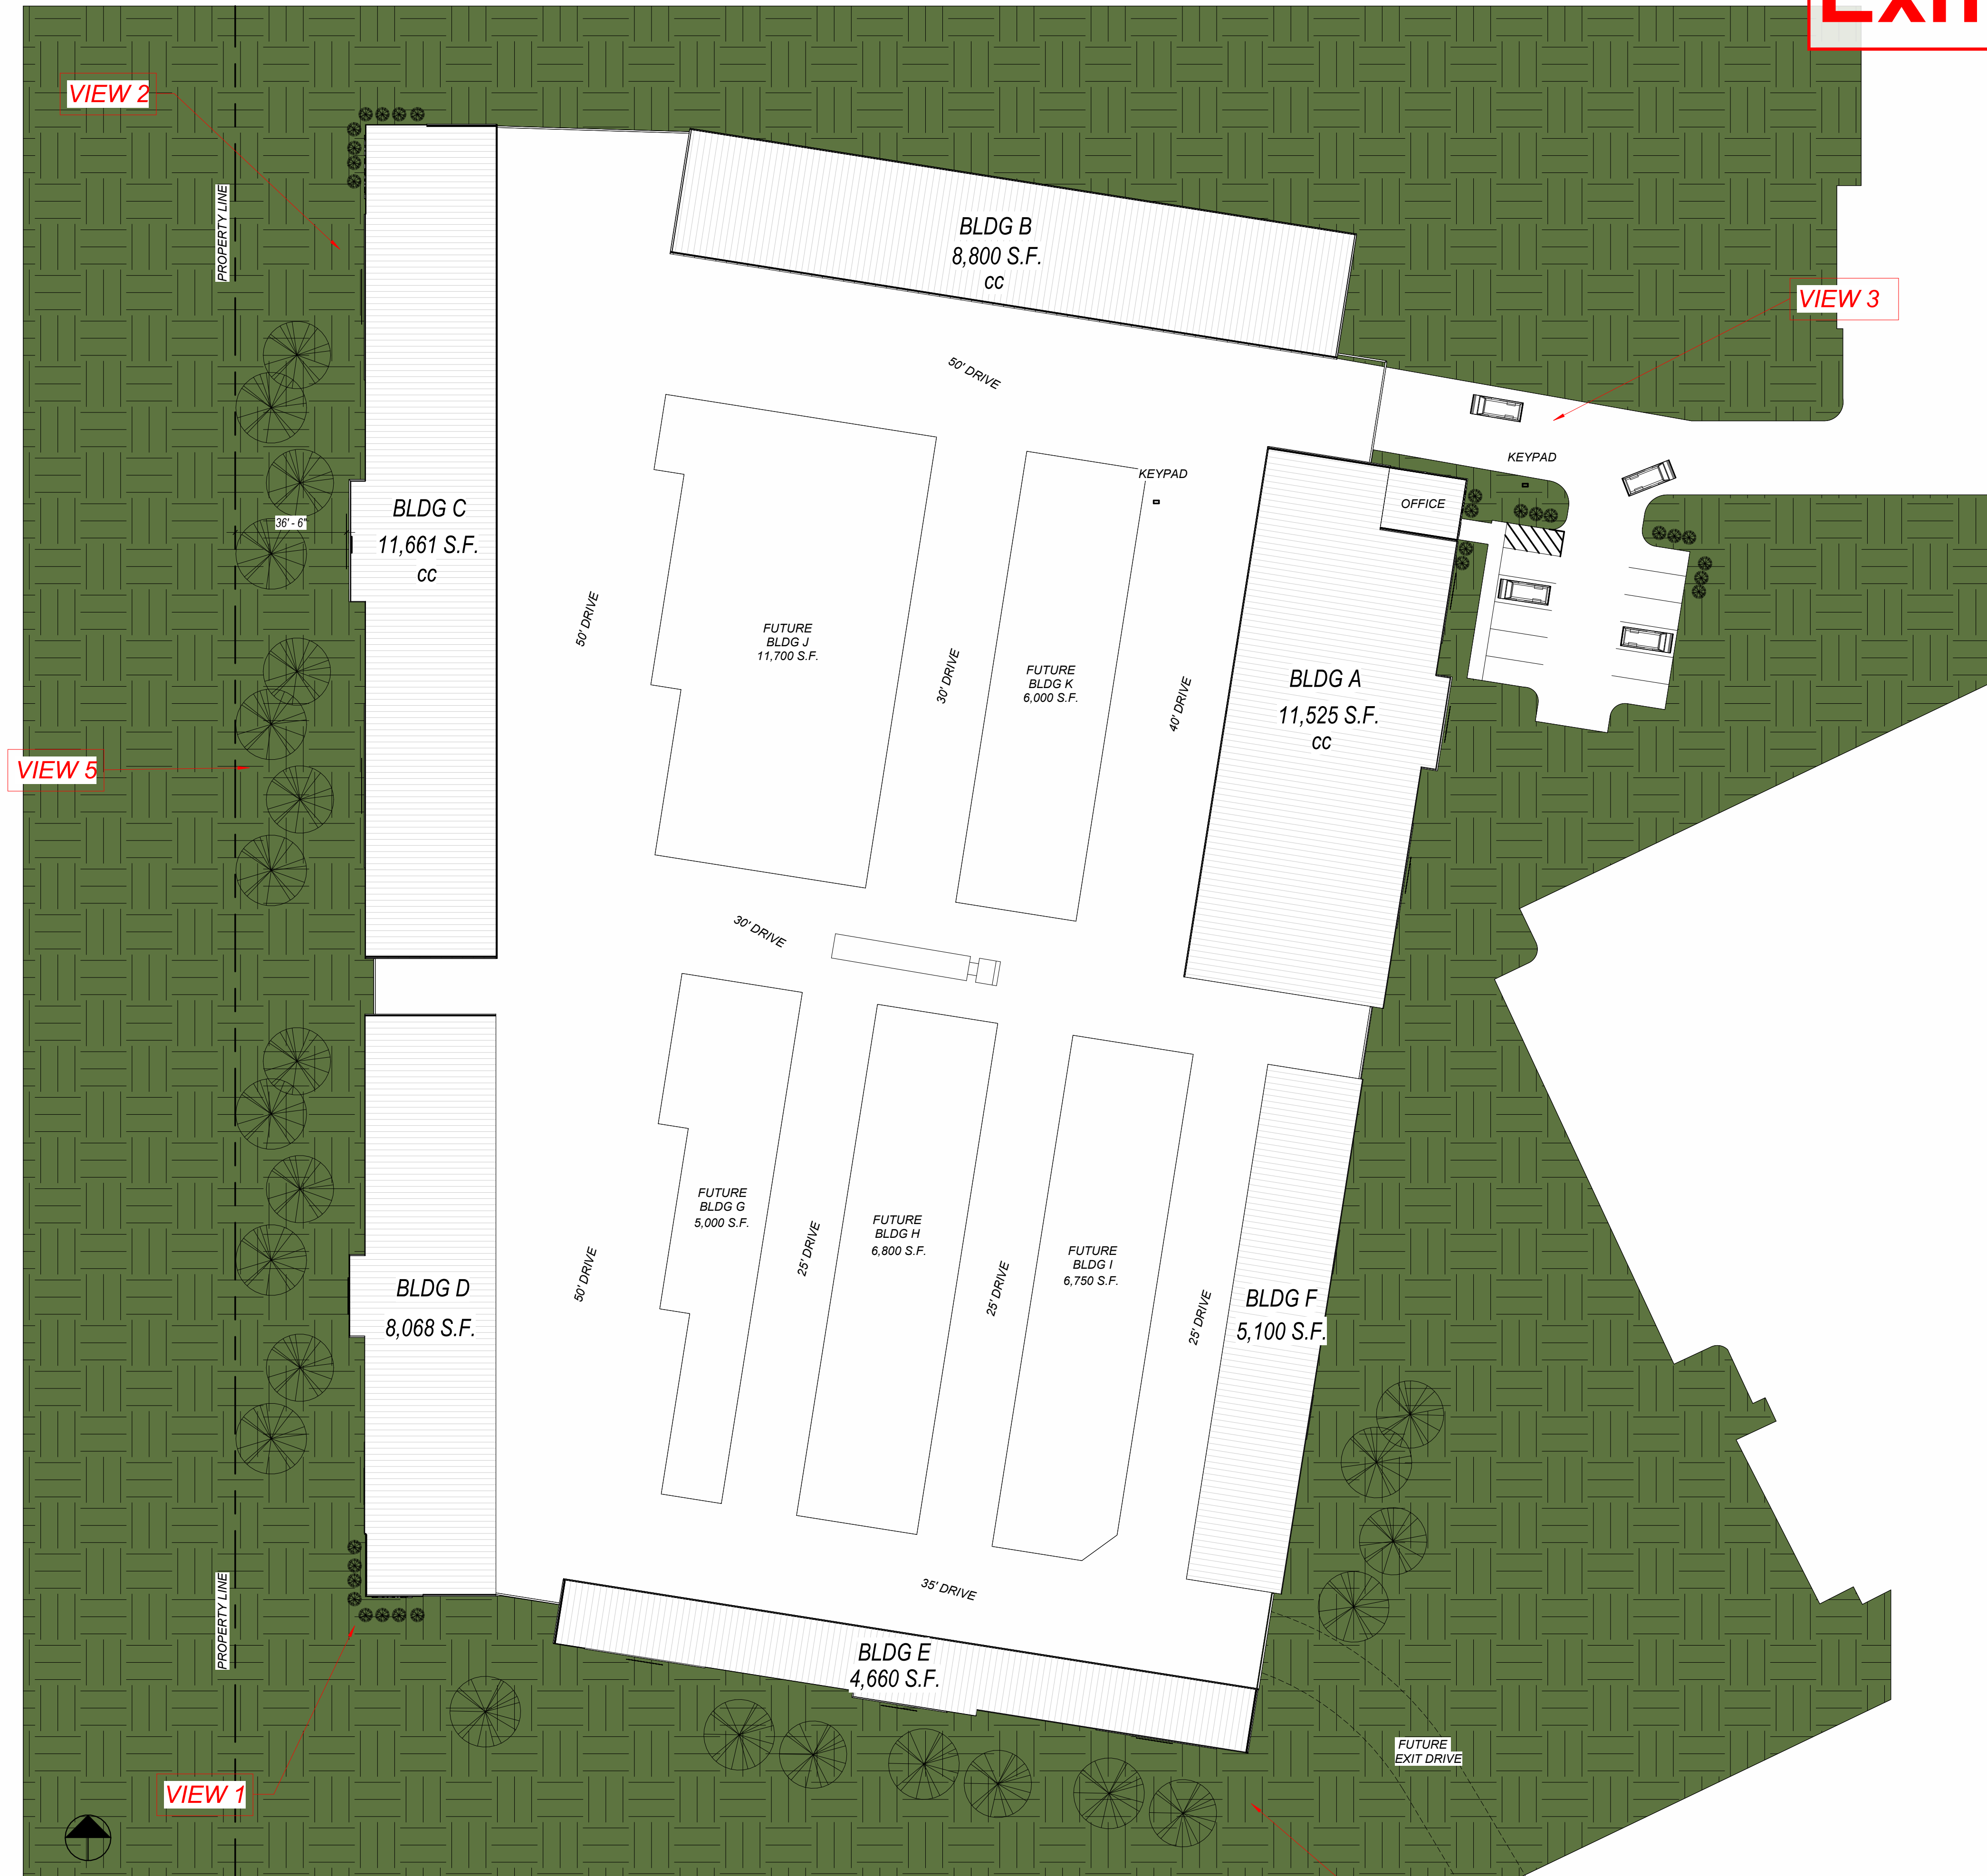 VIEW 2
PROPERTY LINE
BLDG B
8,800 S.F.
cc
VIEW 3
50' DRIVE
KEYPAD
KEYPAD
OFFICE
BLDG C
11,661 S.F.
cc
36' - 6"
50' DRIVE
FUTURE
BLDG J
11,700 S.F.
30' DRIVE
FUTURE
BLDG K
6,000 S.F.
40' DRIVE
BLDG A
11,525 S.F.
cc
VIEW 5
30' DRIVE
FUTURE
BLDG G
5,000 S.F.
25' DRIVE
FUTURE
BLDG H
6,800 S.F.
25' DRIVE
FUTURE
BLDG I
6,750 S.F.
25' DRIVE
BLDG F
5,100 S.F.
50' DRIVE
BLDG D
8,068 S.F.
35' DRIVE
PROPERTY LINE
BLDG E
4,660 S.F.
FUTURE
EXIT DRIVE
VIEW 1